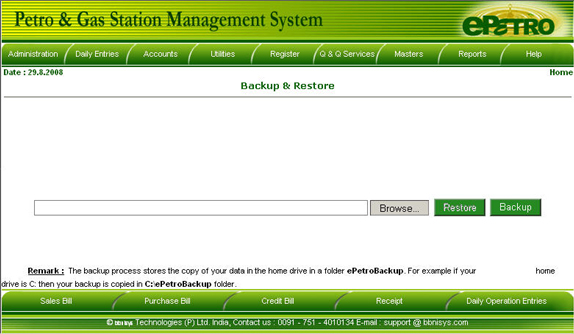 Petro & Gas Station Management System
ePETRO
Administration Daily Entries Accounts Utilities Register Q & Q Services Masters Reports Help
Date : 29.8.2008 Home
Backup & Restore
Browse... Restore Backup
Remark : The backup process stores the copy of your data in the home drive in a folder ePetroBackup. For example if your home
drive is C: then your backup is copied in C:\ePetroBackup folder.
Sales Bill Purchase Bill Credit Bill Receipt Daily Operation Entries
© Technologies (P) Ltd. India, Contact us : 0091 - 751 - 4010134 E-mail : support @ bbnisys.com